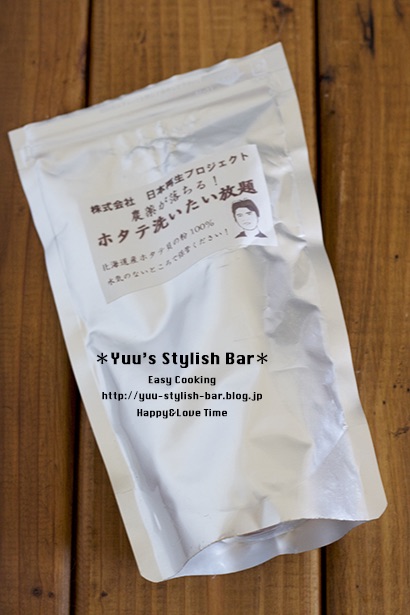 株式会社 日本再生プロジェクト
農薬が落ちる！
ホタテ洗いたい放題
北海道産ホタテ貝の粉100%
水気のないところで保管ください！
＊Yuu's Stylish Bar＊
Easy Cooking
http://yuu-stylish-bar.blog.jp
Happy&Love Time